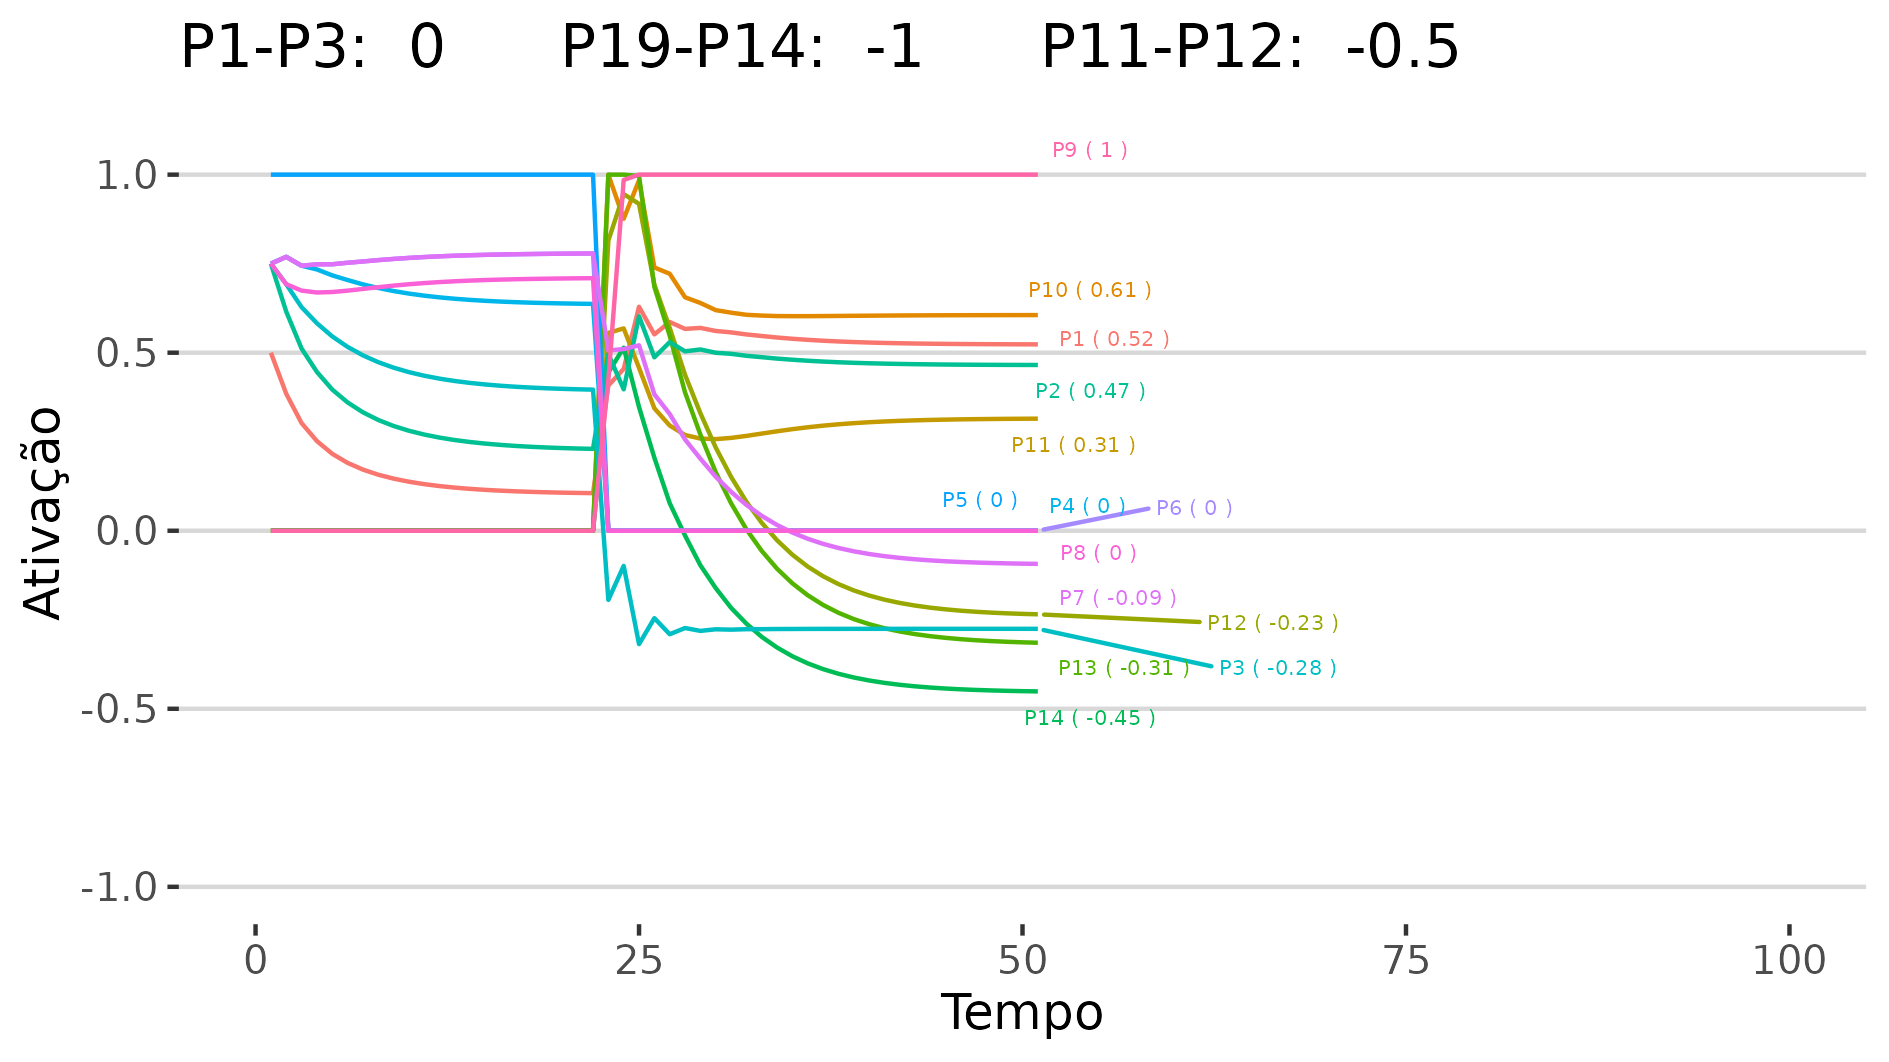 P1-P3:  0      P19-P14:  -1      P11-P12:  -0.5
P9 ( 1 )
1.0
P10 ( 0.61 )
P1 ( 0.52 )
0.5
P2 ( 0.47 )
P11 ( 0.31 )
P5 ( 0 )
P4 ( 0 )
P6 ( 0 )
0.0
P8 ( 0 )
P7 ( -0.09 )
P12 ( -0.23 )
P13 ( -0.31 )
P3 ( -0.28 )
-0.5
P14 ( -0.45 )
-1.0
Ativação
0 25 50 75 100
Tempo